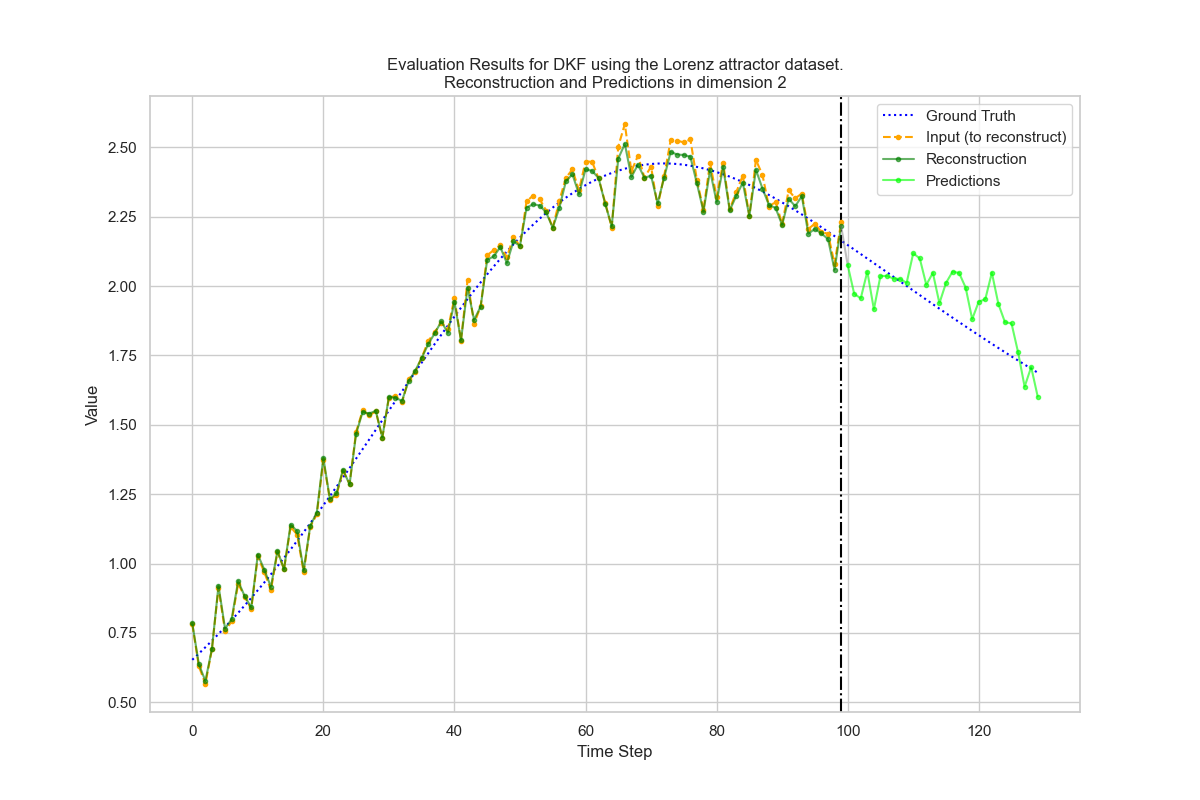 Evaluation Results for DKF using the Lorenz attractor dataset.
Reconstruction and Predictions in dimension 2
Ground Truth
Input (to reconstruct)
Reconstruction
Predictions
2.50
2.25
2.00
1.75
1.50
1.25
1.00
0.75
0.50
Value
0 20 40 60 80 100 120
Time Step